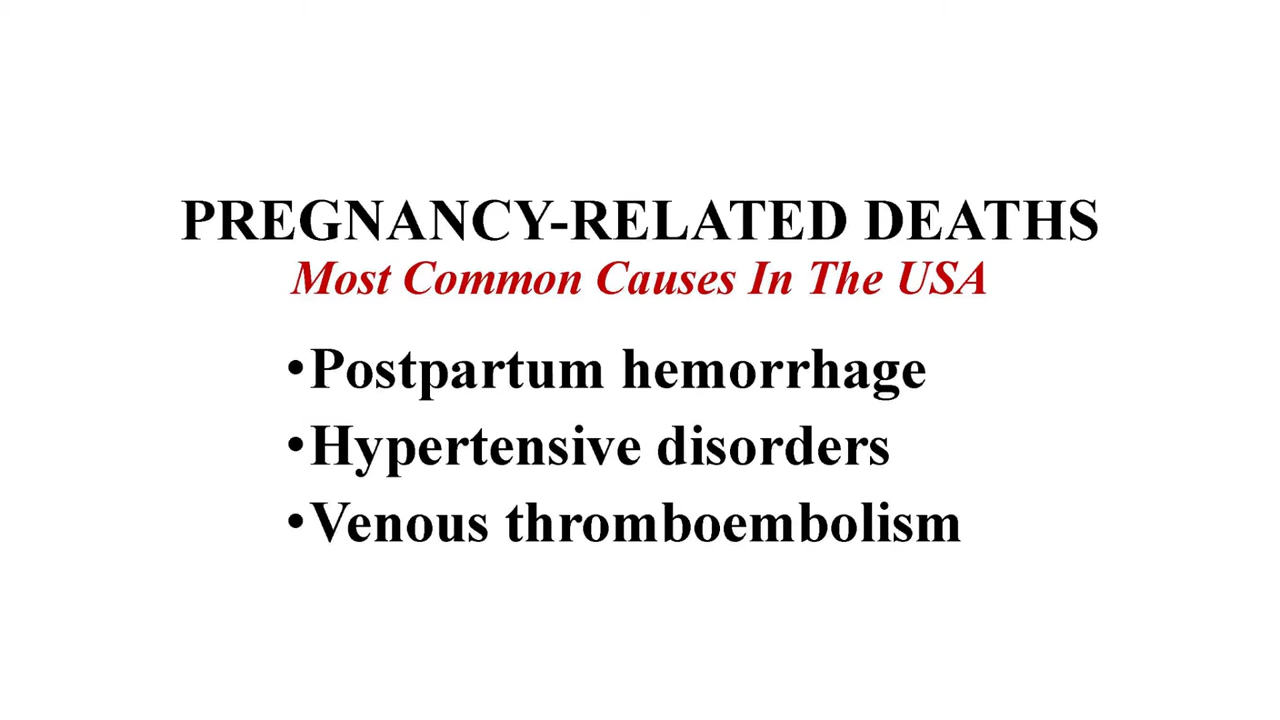 PREGNANCY-RELATED DEATHS
Most Common Causes In The USA
•Postpartum hemorrhage
•Hypertensive disorders
•Venous thromboembolism